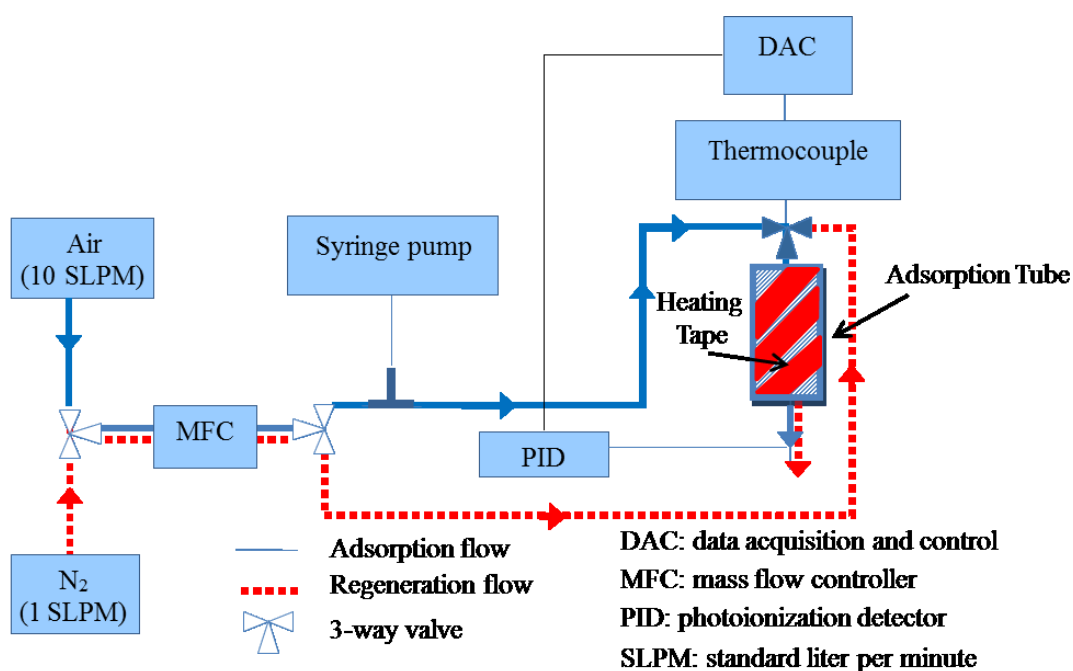 DAC
Thermocouple
Air
(10 SLPM)
Syringe pump
Adsorption Tube
Heating
Tape
MFC
PID
N₂
(1 SLPM)
Adsorption flow
Regeneration flow
3-way valve
DAC: data acquisition and control
MFC: mass flow controller
PID: photoionization detector
SLPM: standard liter per minute